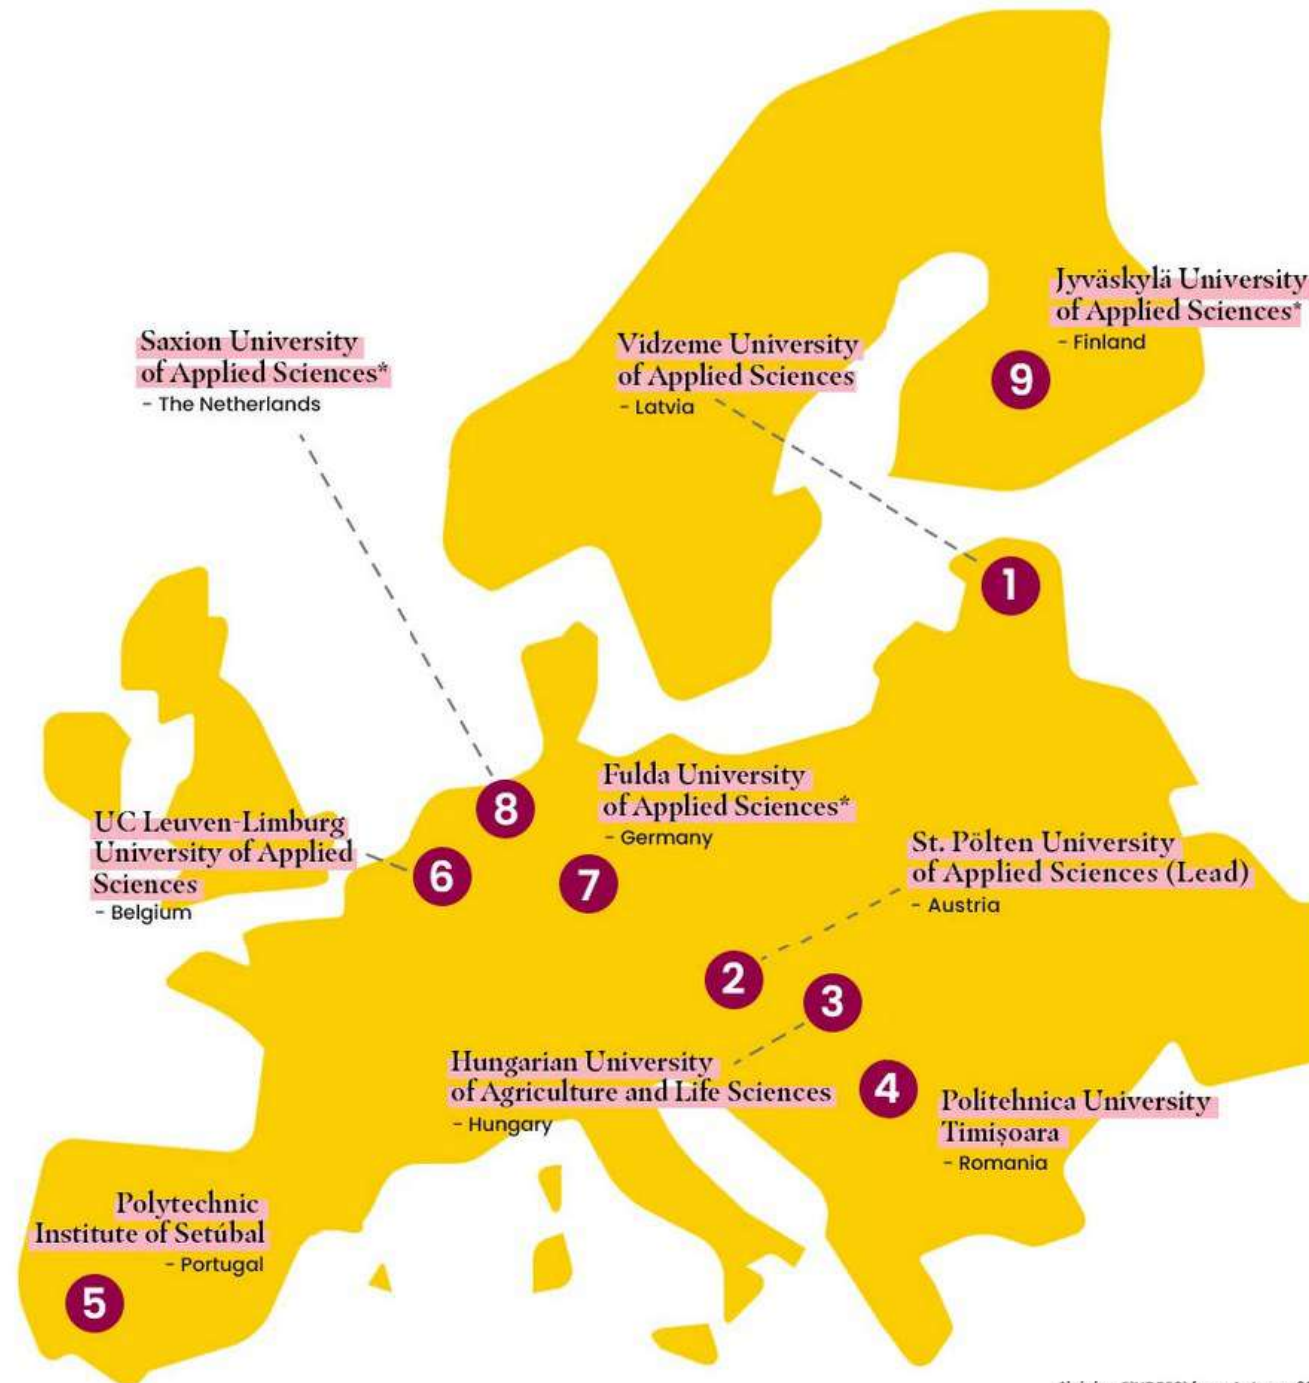 Jyväskylä University
of Applied Sciences*
- Finland
9
Saxion University
of Applied Sciences*
- The Netherlands
Vidzeme University
of Applied Sciences
- Latvia
1
8
Fulda University
of Applied Sciences*
- Germany
7
UC Leuven-Limburg
University of Applied
Sciences
- Belgium
6
St. Pölten University
of Applied Sciences (Lead)
- Austria
2
3
Hungarian University
of Agriculture and Life Sciences
- Hungary
4
Politehnica University
Timișoara
- Romania
Polytechnic
Institute of Setúbal
- Portugal
5